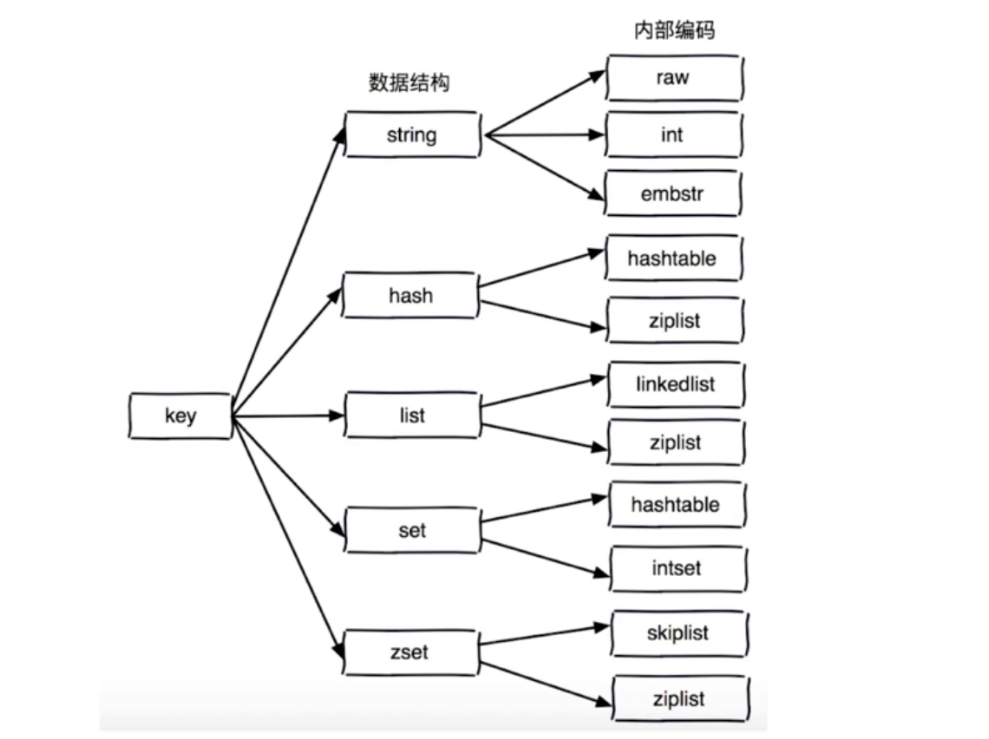 内部编码
数据结构
key
string
raw
int
embstr
hash
hashtable
ziplist
list
linkedlist
ziplist
set
hashtable
intset
zset
skiplist
ziplist